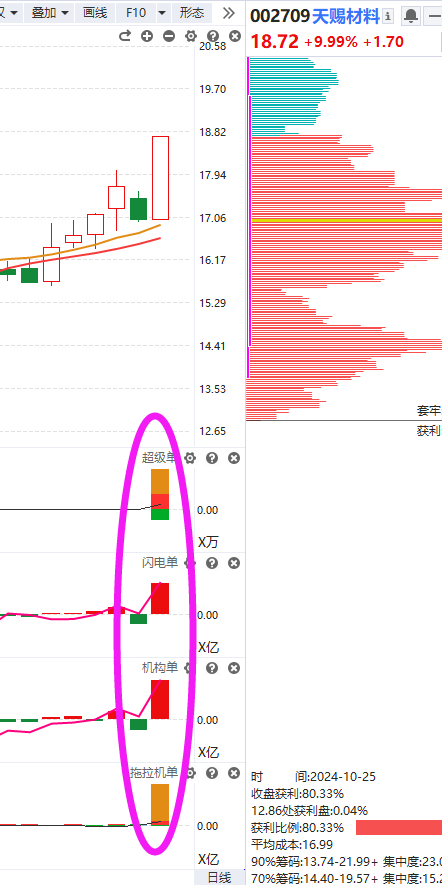 叠加 画线 F10 形态
002709 天赐材料
18.72 +9.99% +1.70
20.58
19.70
18.82
17.94
17.06
16.17
15.29
14.41
13.53
12.65
套牢
获利
超级单
0.00
X万
闪电单
0.00
X亿
机构单
0.00
X亿
拖拉机单
0.00
X亿
日线
时 间:2024-10-25
收盘获利:80.33%
12.86处获利盘:0.04%
获利比例:80.33%
平均成本:16.99
90%筹码:13.74-21.99+ 集中度:23.0
70%筹码:14.40-19.57+ 集中度:15.2